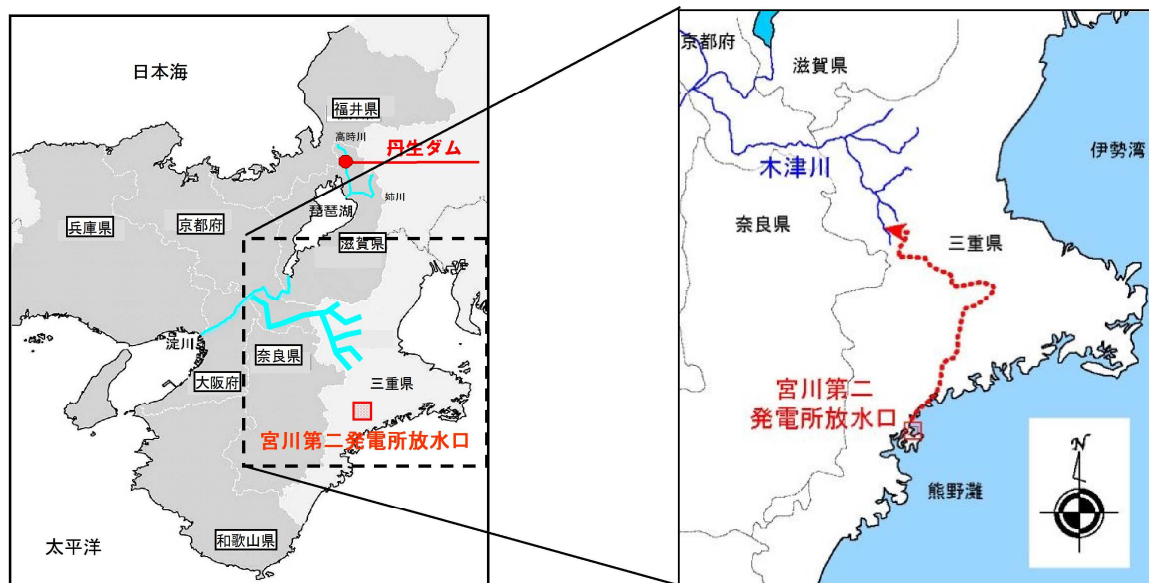 日本海
福井県
高時川
丹生ダム
姉川
琵琶湖
兵庫県
京都府
滋賀県
淀川
奈良県
大阪府
三重県
宮川第二発電所放水口
和歌山県
太平洋
京都府
滋賀県
伊勢湾
木津川
奈良県
三重県
宮川第二
発電所放水口
熊野灘
N